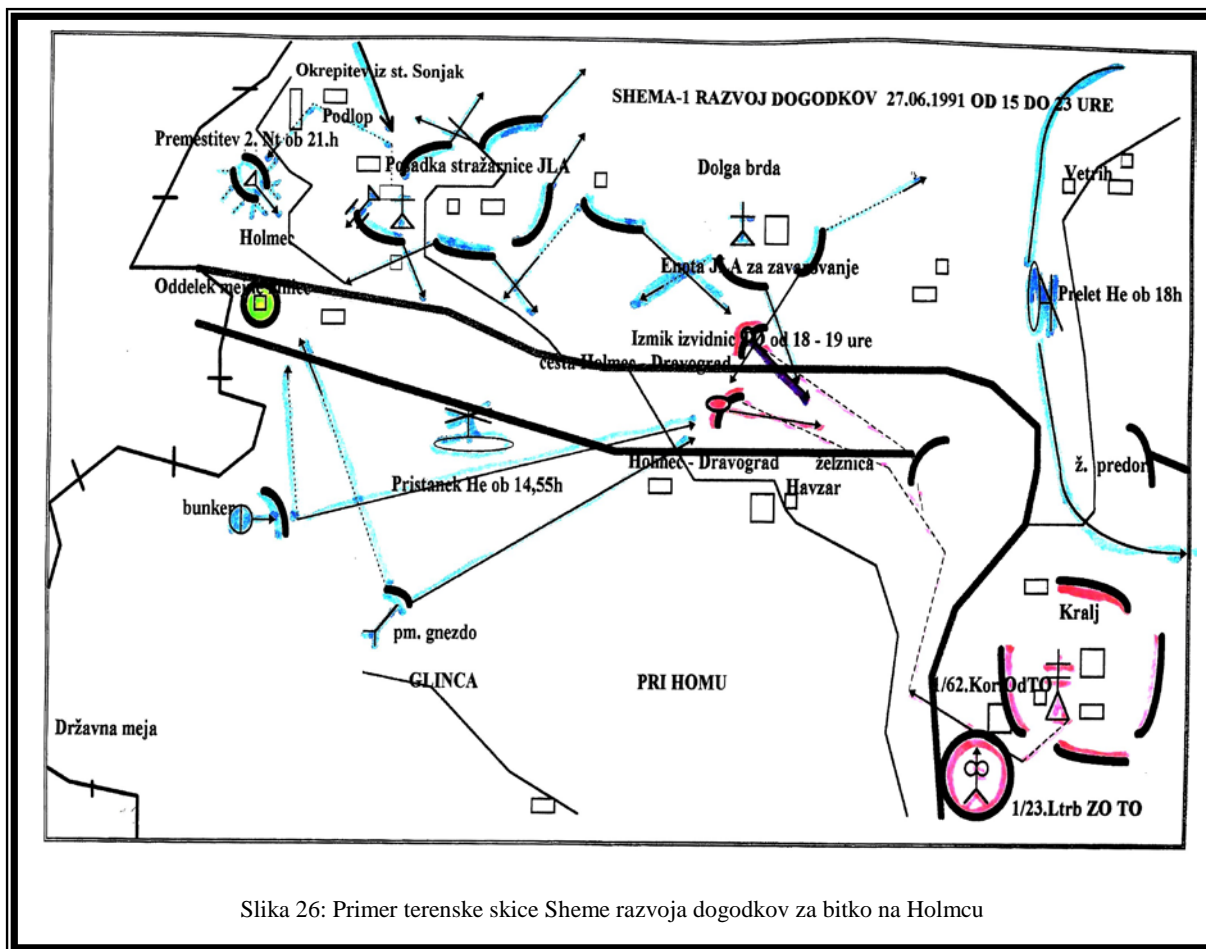 Okrepitev iz st. Sonjak
SHEMA-1 RAZVOJ DOGODKOV 27.06.1991 OD 15 DO 23 URE
Podlop
Premestitev 2. Nt ob 21.h
Posadka stražarnice JLA
Dolga brda
Vetrih
Holmec
Enota JLA za zavarovanje
Oddelek mejne
Prelet He ob 18h
Izmik izvidnic od 18 - 19 ure
cesta Holmec - Dravograd
Holmec - Dravograd železnica
ž. predor
Pristanek He ob 14,55h
Havzar
bunker
Kralj
pm. gnezdo
GLINCA
PRI HOMU
1/62. OdTO
Državna meja
1/23.Ltrb ZO TO
Slika 26: Primer terenske skice Sheme razvoja dogodkov za bitko na Holmcu